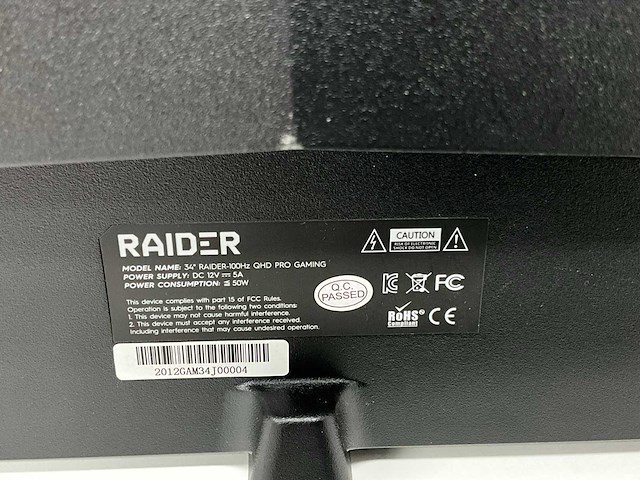 RAIDER
MODEL NAME: 34" RAIDER-100Hz QHD PRO GAMING
POWER SUPPLY: DC 12V ⎓ 5A
POWER CONSUMPTION: ≦ 50W
This device complies with part 15 of FCC Rules.
Operation is subject to the following two conditions:
1. This device may not cause harmful interference.
2. This device must accept any interference received.
Including interference that may cause undesired operation.
CAUTION
RISK OF ELECTRONIC
SHOCK DO NOT OPEN
Q.C.
PASSED
FC
RoHS
Compliant
CE
2012GAM34J00004